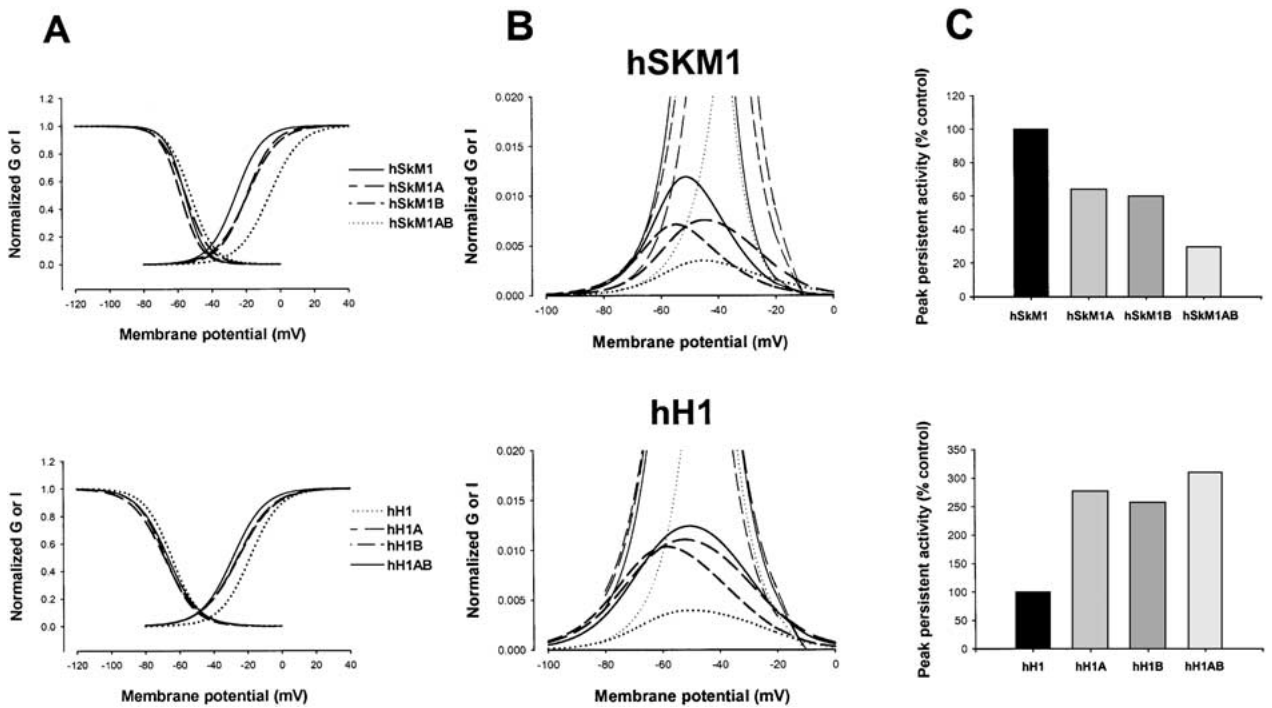 A
B
C
hSKM1
Normalized G or I
1.2
1.0
0.8
0.6
0.4
0.2
0.0
-120 -100 -80 -60 -40 -20 0 20 40
Membrane potential (mV)
hSkM1
hSkM1A
hSkM1B
hSkM1AB
Normalized G or I
0.020
0.015
0.010
0.005
0.000
-100 -80 -60 -40 -20 0
Membrane potential (mV)
Peak persistent activity (% control)
120
100
80
60
40
20
0
hSkM1 hSkM1A hSkM1B hSkM1AB
hH1
Normalized G or I
1.2
1.0
0.8
0.6
0.4
0.2
0.0
-120 -100 -80 -60 -40 -20 0 20 40
Membrane potential (mV)
hH1
hH1A
hH1B
hH1AB
Normalized G or I
0.020
0.015
0.010
0.005
0.000
-100 -80 -60 -40 -20 0
Membrane potential (mV)
Peak persistent activity (% control)
350
300
250
200
150
100
50
0
hH1 hH1A hH1B hH1AB